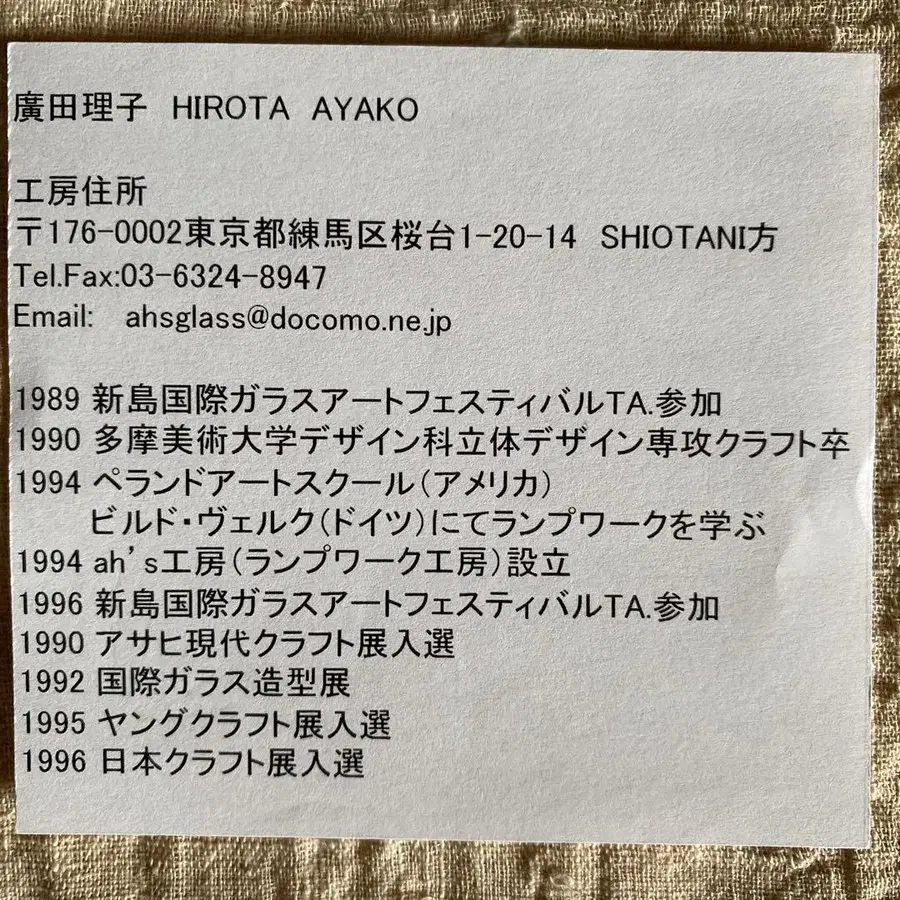 廣田理子 HIROTA AYAKO
工房住所
〒176-0002東京都練馬区桜台1-20-14 SHIOTANI方
Tel.Fax:03-6324-8947
Email: ahsglass@docomo.ne.jp
1989 新島国際ガラスアートフェスティバルTA.参加
1990 多摩美術大学デザイン科立体デザイン専攻クラフト卒
1994 ペランドアートスクール(アメリカ)
ビルド・ヴェルク(ドイツ)にてランプワークを学ぶ
1994 ah's工房(ランプワーク工房)設立
1996 新島国際ガラスアートフェスティバルTA.参加
1990 アサヒ現代クラフト展入選
1992 国際ガラス造型展
1995 ヤングクラフト展入選
1996 日本クラフト展入選